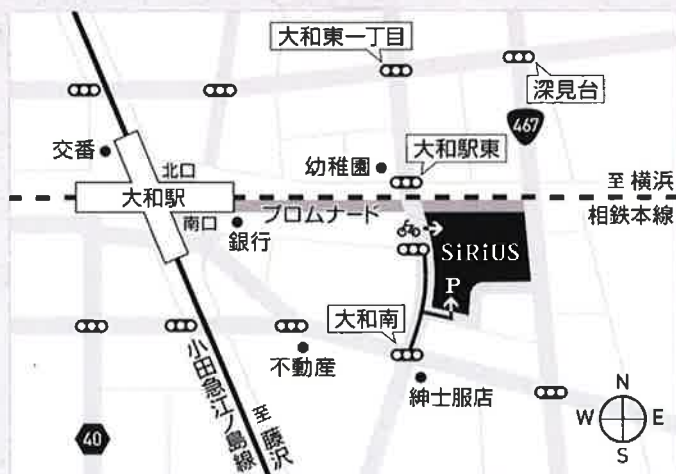 大和東一丁目
深見台
467
交番
北口
幼稚園
大和駅東
至 横浜
大和駅
相鉄本線
南口
プロムナード
銀行
SiRiUS
P
大和南
不動産
小田急江ノ島線
至 藤沢
紳士服店
40
N
W
E
S